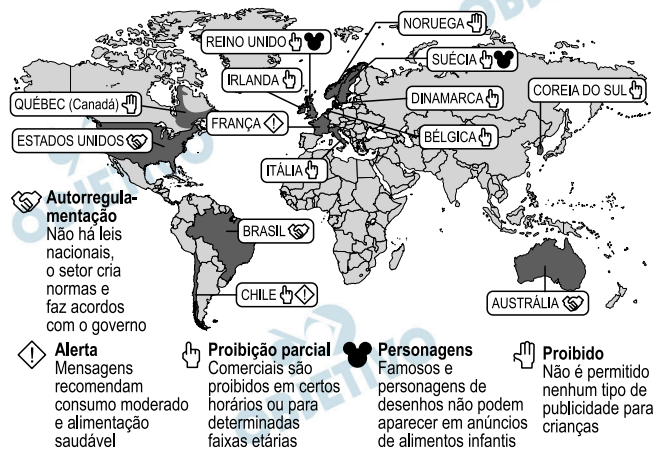 NORUEGA
REINO UNIDO
SUÉCIA
IRLANDA
DINAMARCA
COREIA DO SUL
QUÉBEC (Canadá)
FRANÇA
BÉLGICA
ESTADOS UNIDOS
ITÁLIA
BRASIL
CHILE
AUSTRÁLIA
Autorregula-
mentação
Não há leis
nacionais,
o setor cria
normas e
faz acordos
com o governo
Alerta
Mensagens
recomendam
consumo moderado
e alimentação
saudável
Proibição parcial
Comerciais são
proibidos em certos
horários ou para
determinadas
faixas etárias
Personagens
Famosos e
personagens de
desenhos não podem
aparecer em anúncios
de alimentos infantis
Proibido
Não é permitido
nenhum tipo de
publicidade para
crianças
OBJETIVO
OBJETIVO
OBJETIVO